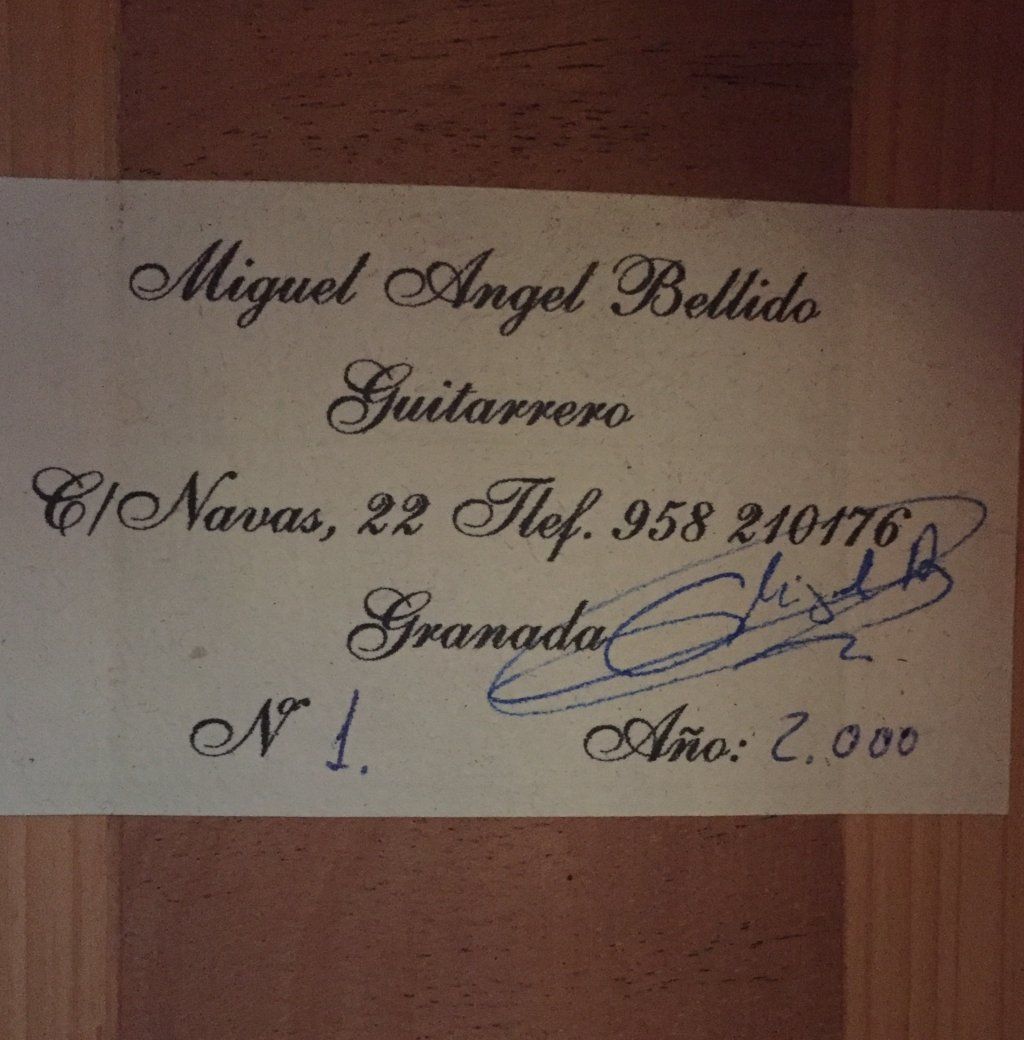 Miguel Angel Bellido
Guitarrero
C/Navas, 22 Tlef. 958 210176
Granada
Nº 1. Año: 2.000